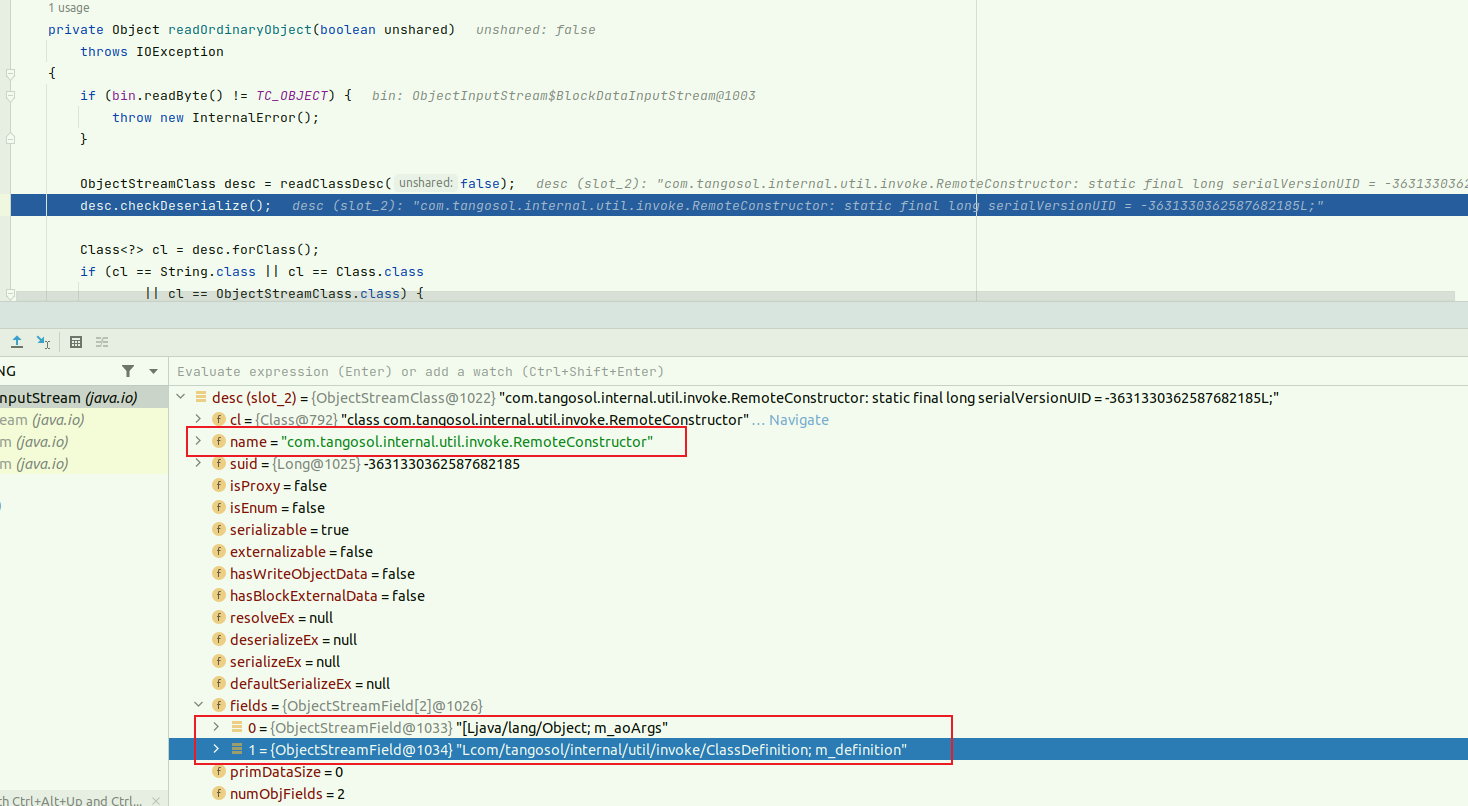 1 usage
private Object readOrdinaryObject(boolean unshared) unshared: false
throws IOException
{
if (bin.readByte() != TC_OBJECT) { bin: ObjectInputStream$BlockDataInputStream@1003
throw new InternalError();
}
ObjectStreamClass desc = readClassDesc( unshared: false); desc (slot_2): "com.tangosol.internal.util.invoke.RemoteConstructor: static final long serialVersionUID = -3631330362
desc.checkDeserialize(); desc (slot_2): "com.tangosol.internal.util.invoke.RemoteConstructor: static final long serialVersionUID = -3631330362587682185L;"
Class<?> cl = desc.forClass();
if (cl == String.class || cl == Class.class
|| cl == ObjectStreamClass.class) {
NG
Evaluate expression (Enter) or add a watch (Ctrl+Shift+Enter)
nputStream (java.io)
desc (slot_2) = {ObjectStreamClass@1022} "com.tangosol.internal.util.invoke.RemoteConstructor: static final long serialVersionUID = -3631330362587682185L;"
eam (java.io)
cl = {Class@792} "class com.tangosol.internal.util.invoke.RemoteConstructor" ... Navigate
m (java.io)
name = "com.tangosol.internal.util.invoke.RemoteConstructor"
m (java.io)
suid = {Long@1025} -3631330362587682185
isProxy = false
)
isEnum = false
serializable = true
externalizable = false
hasWriteObjectData = false
hasBlockExternalData = false
resolveEx = null
deserializeEx = null
serializeEx = null
defaultSerializeEx = null
fields = {ObjectStreamField[2]@1026}
0 = {ObjectStreamField@1033} "[Ljava/lang/Object; m_aoArgs"
1 = {ObjectStreamField@1034} "Lcom/tangosol/internal/util/invoke/ClassDefinition; m_definition"
primDataSize = 0
numObjFields = 2
th Ctrl+Alt+Up and Ctrl...